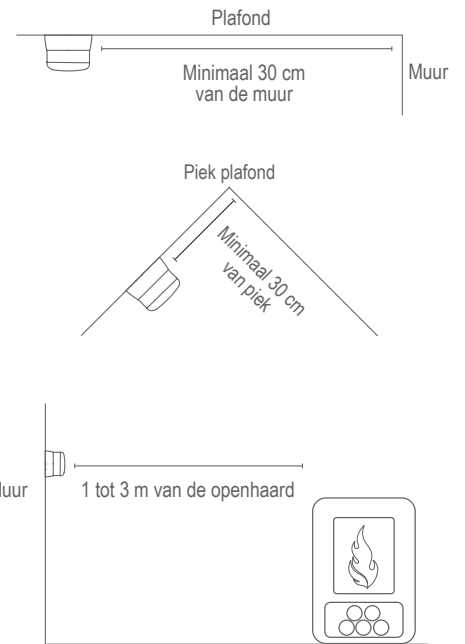 Plafond
Minimaal 30 cm
van de muur
Muur
Piek plafond
Minimaal 30 cm
van piek
1 tot 3 m van de openhaard